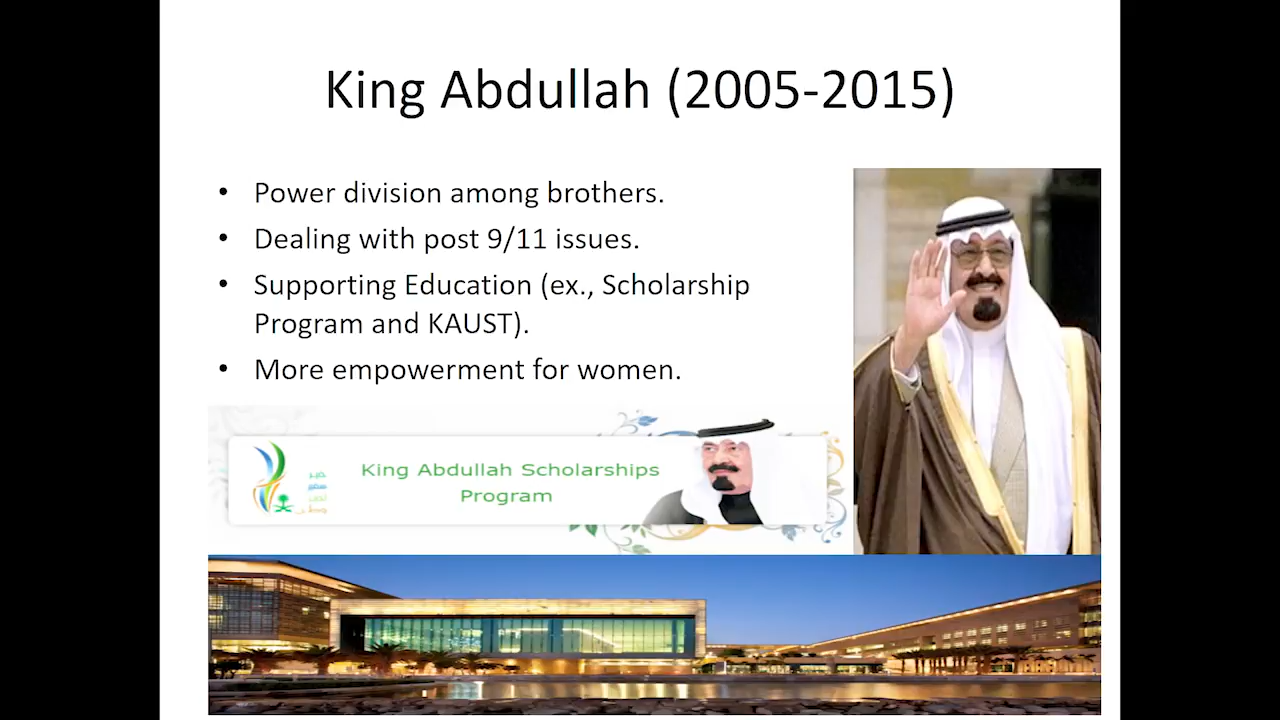 King Abdullah (2005-2015)
• Power division among brothers.
• Dealing with post 9/11 issues.
• Supporting Education (ex., Scholarship
Program and KAUST).
• More empowerment for women.
King Abdullah Scholarships
Program